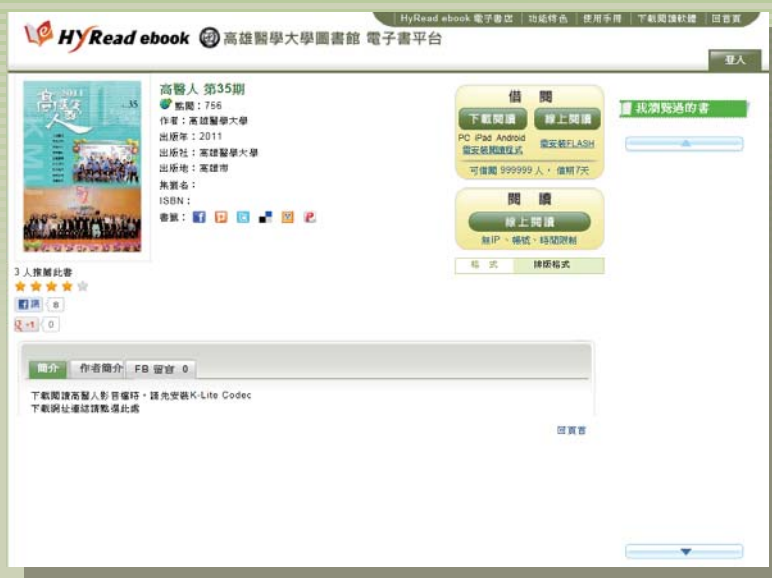 HyRead ebook 電子書店 | 功能特色 | 使用手冊 | 下載閱讀軟體 | 回首頁
HyRead ebook 高雄醫學大學圖書館 電子書平台
登入
2011
高醫人
35
高醫人 第35期
點閱：756
作者：高雄醫學大學
出版年：2011
出版社：高雄醫學大學
出版地：高雄市
集叢名：
ISBN：
書籤：
3 人推薦此書
讚 8
+1 0
借 閱
下載閱讀 線上閱讀
PC iPad Android
需安裝閱讀程式 需安裝FLASH
可借閱 999999 人， 借期7天
閱 讀
線上閱讀
無IP、帳號、時間限制
格 式 牌版格式
我瀏覽過的書
簡介 作者簡介 FB 留言 0
下載閱讀高醫人影音檔時，請先安裝K-Lite Codec
下載網址連結請點選此處
回頁首